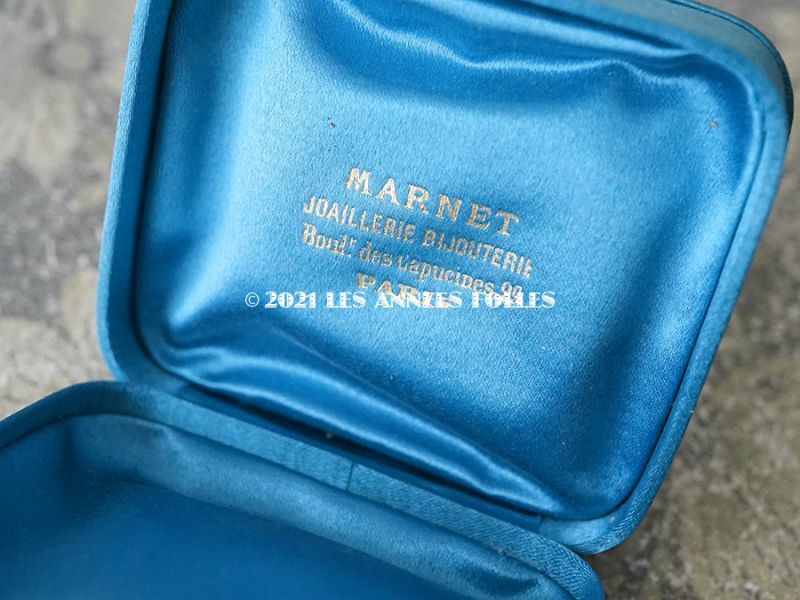 MARNET
JOAILLERIE BIJOUTERIE
Boul.ᵈ des Capucines
PARIS
© 2021 LES ANNEES FOLLES